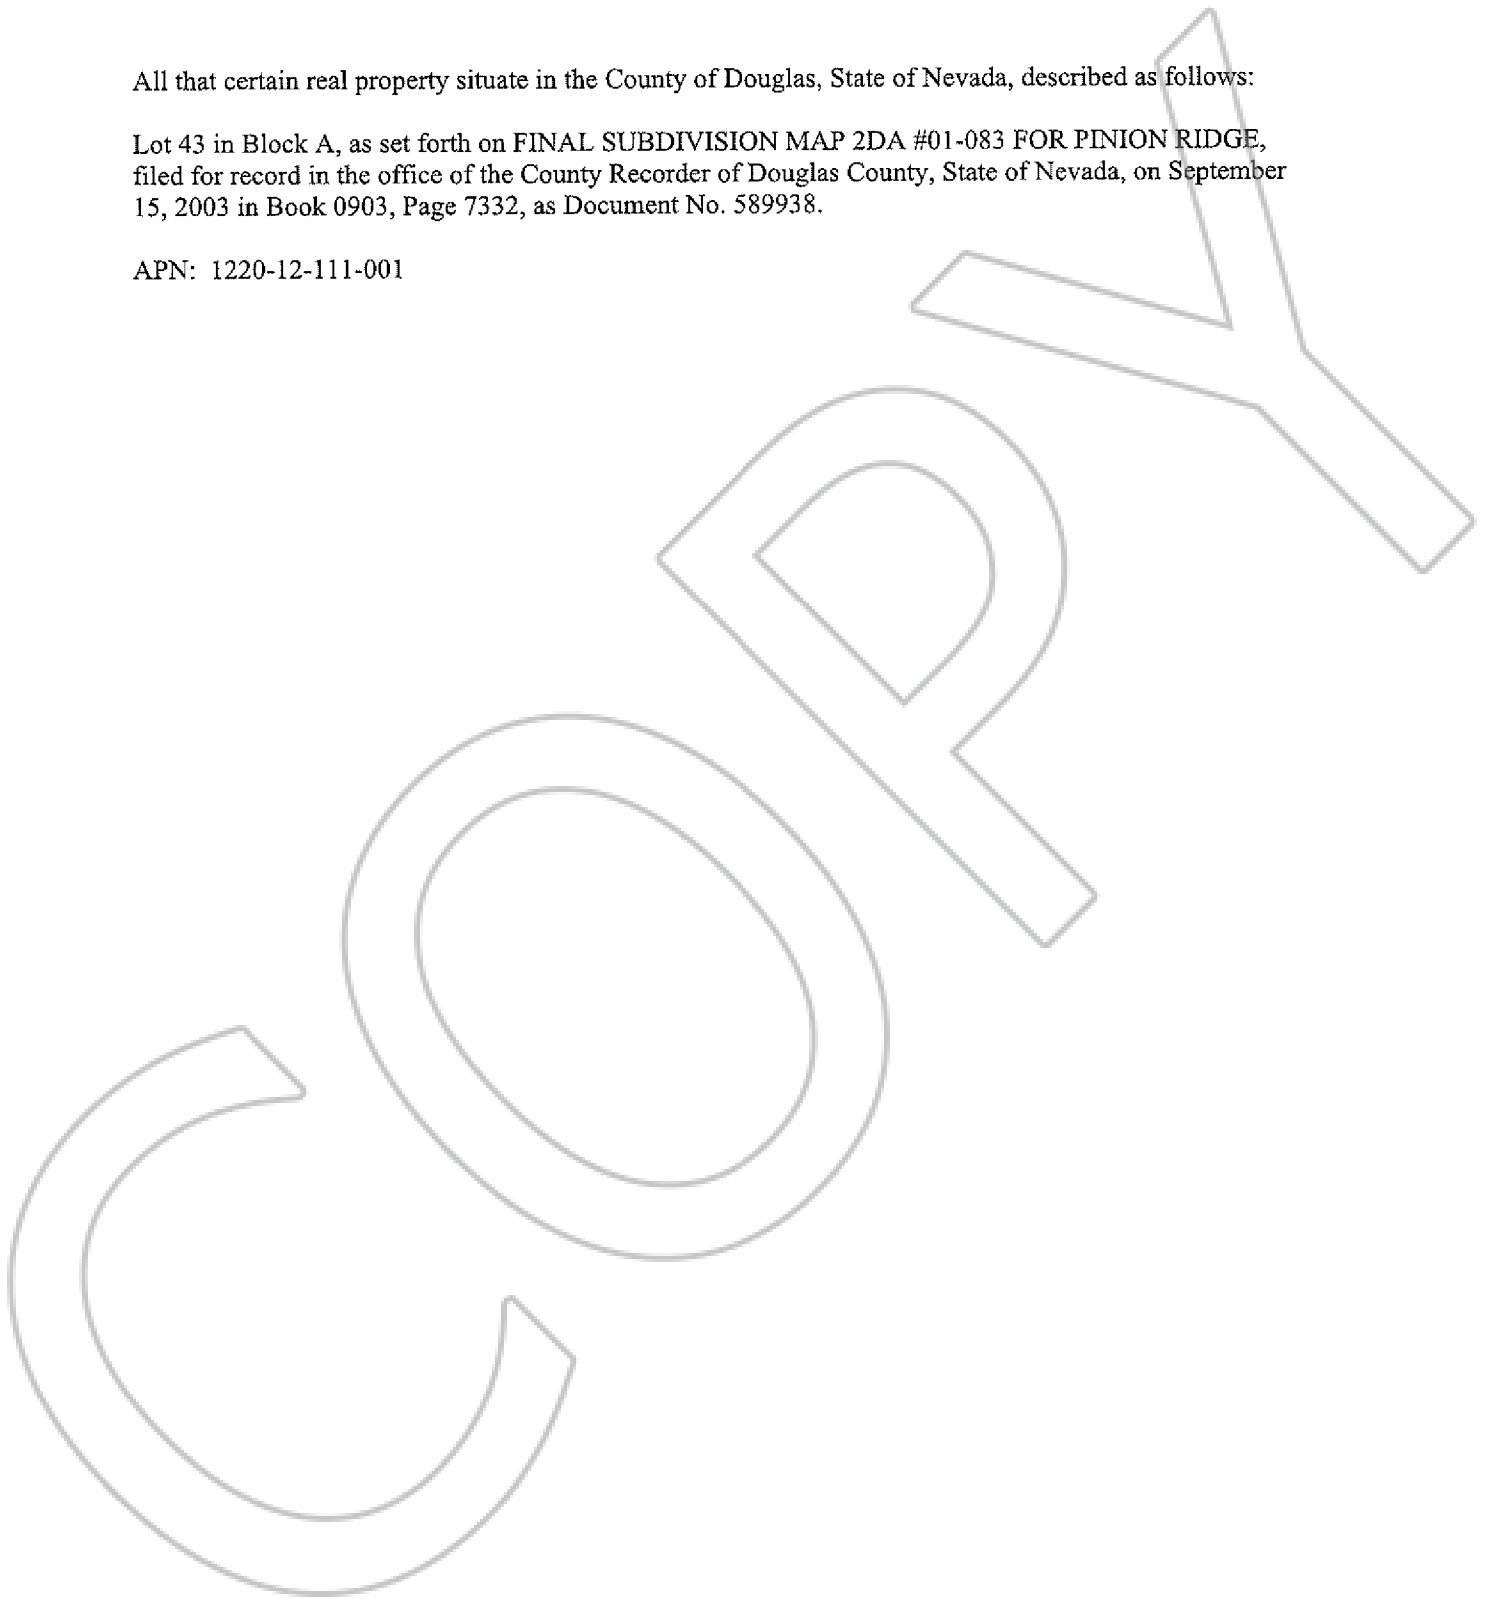 All that certain real property situate in the County of Douglas, State of Nevada, described as follows:
Lot 43 in Block A, as set forth on FINAL SUBDIVISION MAP 2DA #01-083 FOR PINION RIDGE,
filed for record in the office of the County Recorder of Douglas County, State of Nevada, on September
15, 2003 in Book 0903, Page 7332, as Document No. 589938.
APN: 1220-12-111-001
COPY